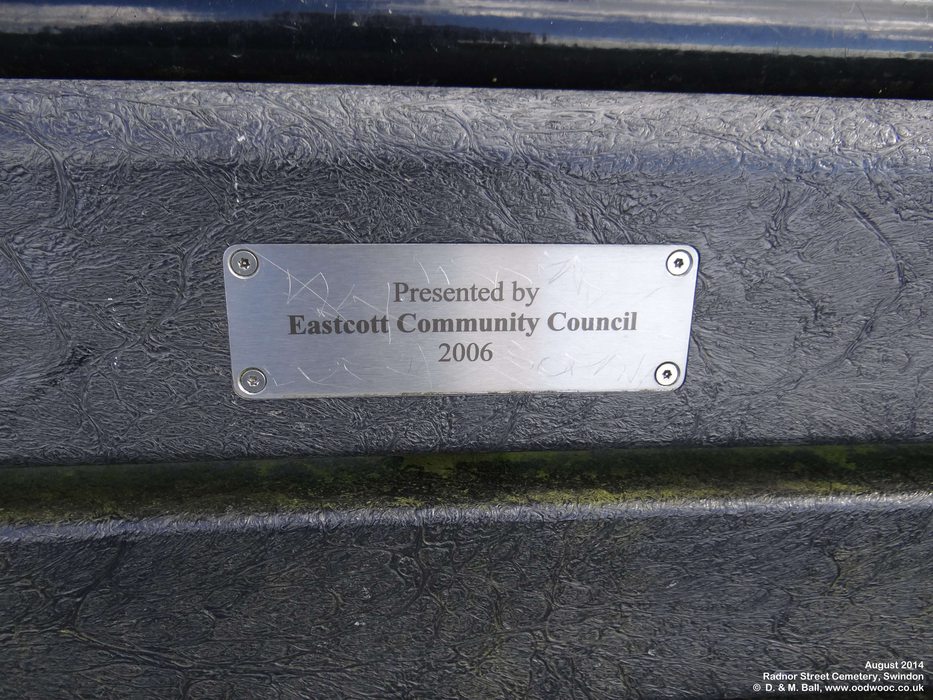 Presented by
Eastcott Community Council
2006
August 2014
Radnor Street Cemetery, Swindon
© D. & M. Ball, www.oodwooc.co.uk